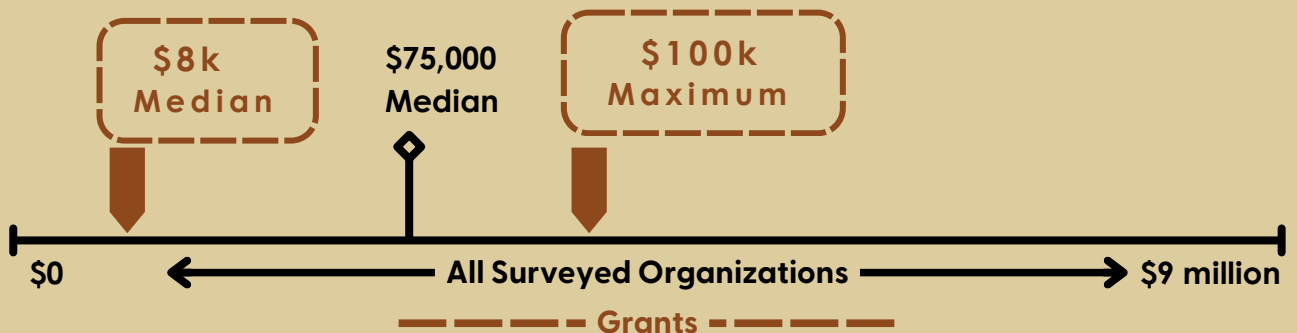 $8k
Median
$75,000
Median
$100k
Maximum
$0
All Surveyed Organizations
$9 million
Grants